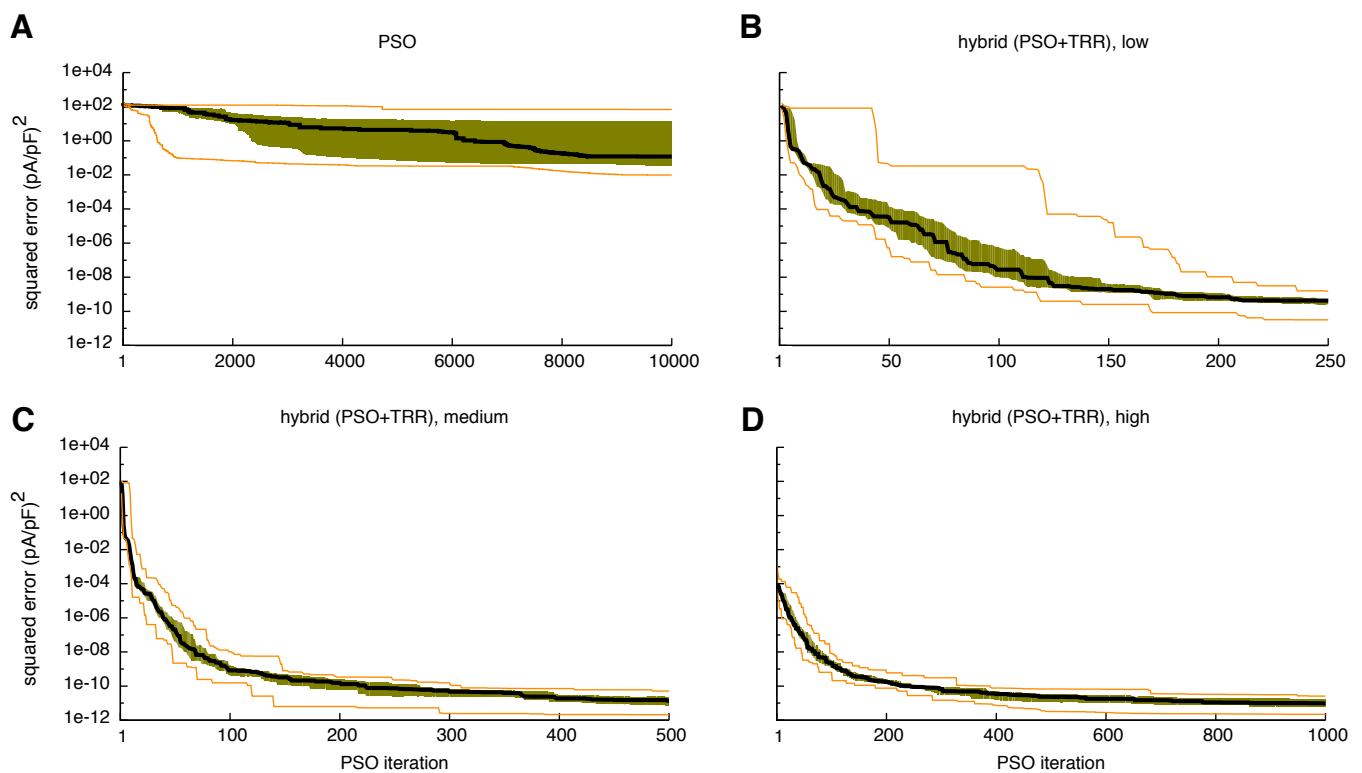 A
PSO
squared error (pA/pF)2
1e+04
1e+02
1e+00
1e-02
1e-04
1e-06
1e-08
1e-10
1e-12
1 2000 4000 6000 8000 10000
B
hybrid (PSO+TRR), low
1 50 100 150 200 250
C
hybrid (PSO+TRR), medium
squared error (pA/pF)2
1e+04
1e+02
1e+00
1e-02
1e-04
1e-06
1e-08
1e-10
1e-12
1 100 200 300 400 500
PSO iteration
D
hybrid (PSO+TRR), high
1 200 400 600 800 1000
PSO iteration